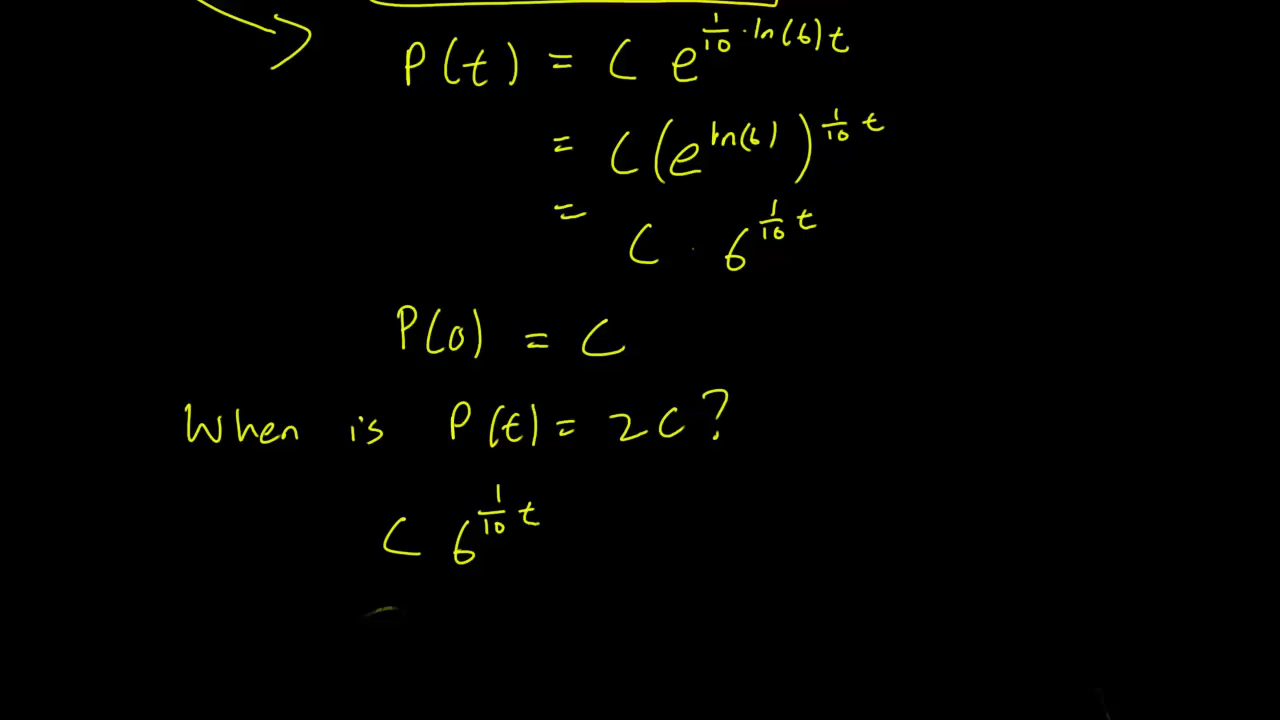 P(t) = C e^{1/10 · ln(6) t}
= C (e^{ln(6)})^{1/10 t}
= C · 6^{1/10 t}
P(0) = C
When is P(t) = 2C?
C 6^{1/10 t}